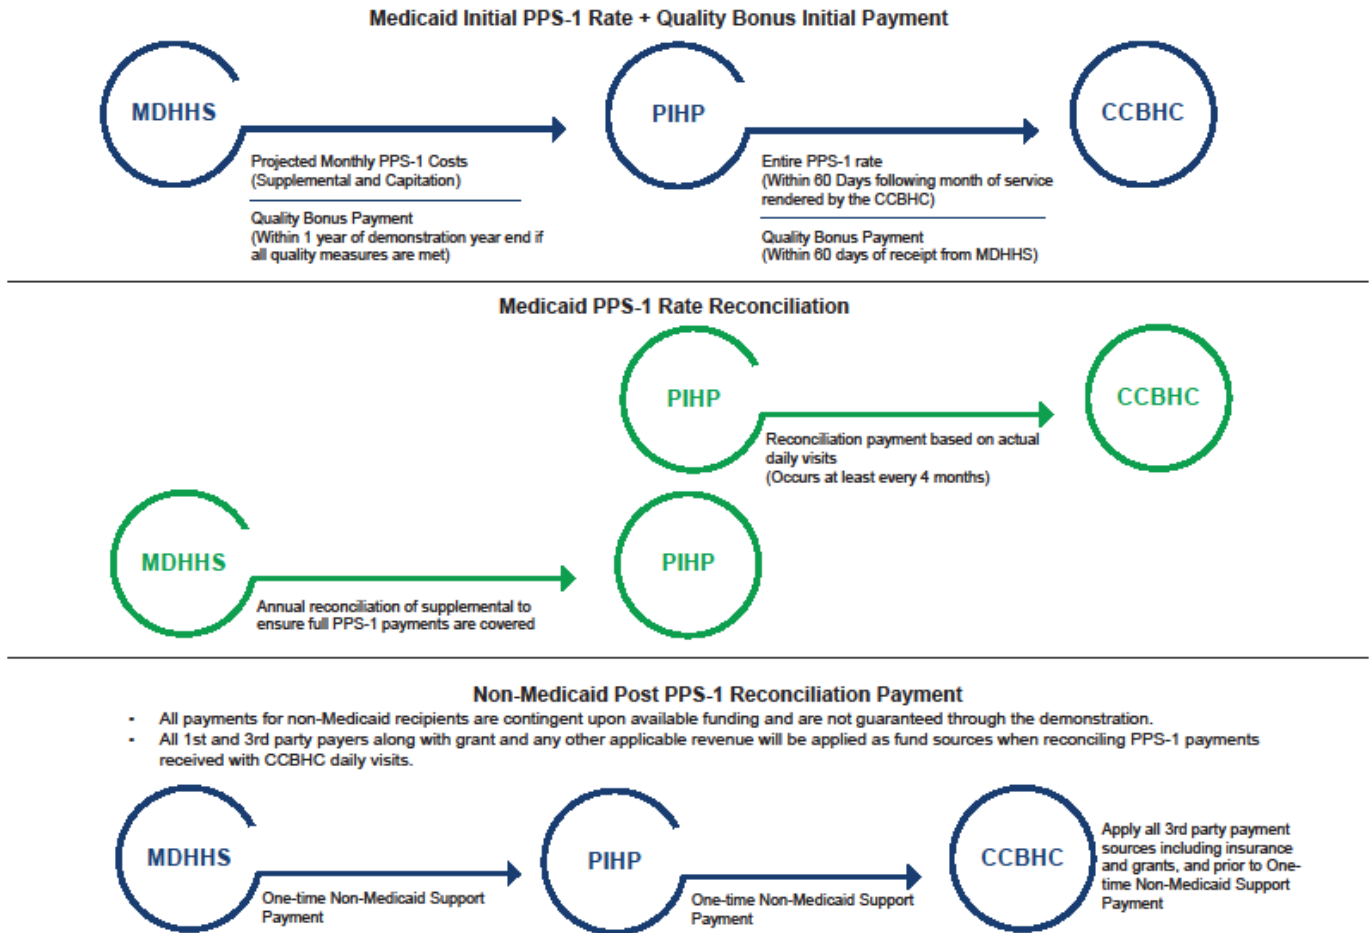 Medicaid Initial PPS-1 Rate + Quality Bonus Initial Payment
MDHHS
PIHP
CCBHC
Projected Monthly PPS-1 Costs
(Supplemental and Capitation)
Quality Bonus Payment
(Within 1 year of demonstration year end if
all quality measures are met)
Entire PPS-1 rate
(Within 60 Days following month of service
rendered by the CCBHC)
Quality Bonus Payment
(Within 60 days of receipt from MDHHS)
Medicaid PPS-1 Rate Reconciliation
PIHP
CCBHC
Reconciliation payment based on actual
daily visits
(Occurs at least every 4 months)
MDHHS
PIHP
Annual reconciliation of supplemental to
ensure full PPS-1 payments are covered
Non-Medicaid Post PPS-1 Reconciliation Payment
- All payments for non-Medicaid recipients are contingent upon available funding and are not guaranteed through the demonstration.
- All 1st and 3rd party payers along with grant and any other applicable revenue will be applied as fund sources when reconciling PPS-1 payments
received with CCBHC daily visits.
MDHHS
PIHP
CCBHC
One-time Non-Medicaid Support
Payment
One-time Non-Medicaid Support
Payment
Apply all 3rd party payment
sources including insurance
and grants, and prior to One-
time Non-Medicaid Support
Payment